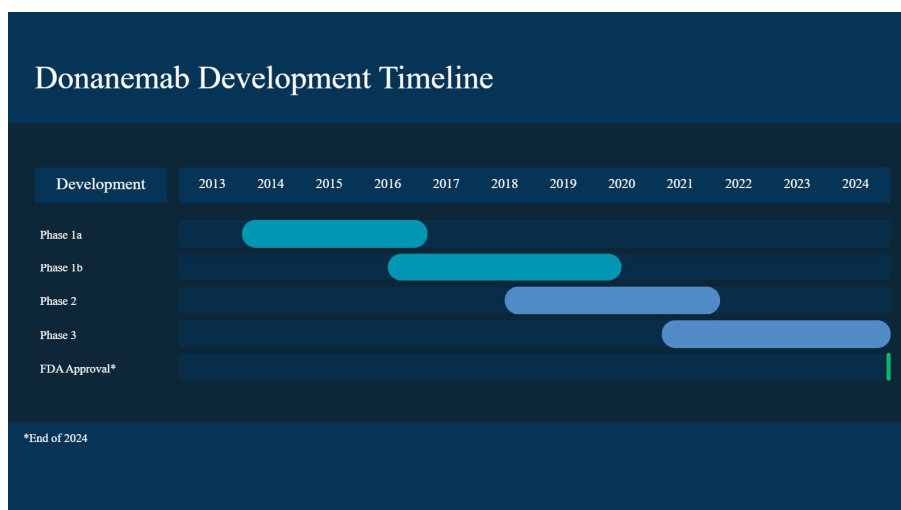 Donanemab Development Timeline
Development 2013 2014 2015 2016 2017 2018 2019 2020 2021 2022 2023 2024
Phase 1a
Phase 1b
Phase 2
Phase 3
FDA Approval*
*End of 2024